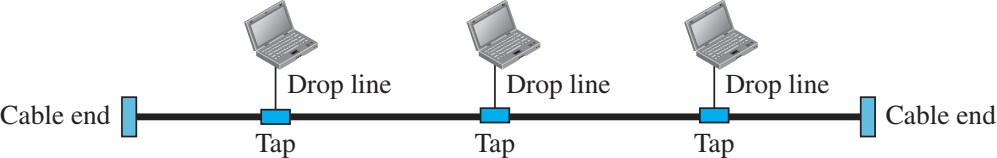 Drop line Drop line Drop line
Cable end Cable end
Tap Tap Tap